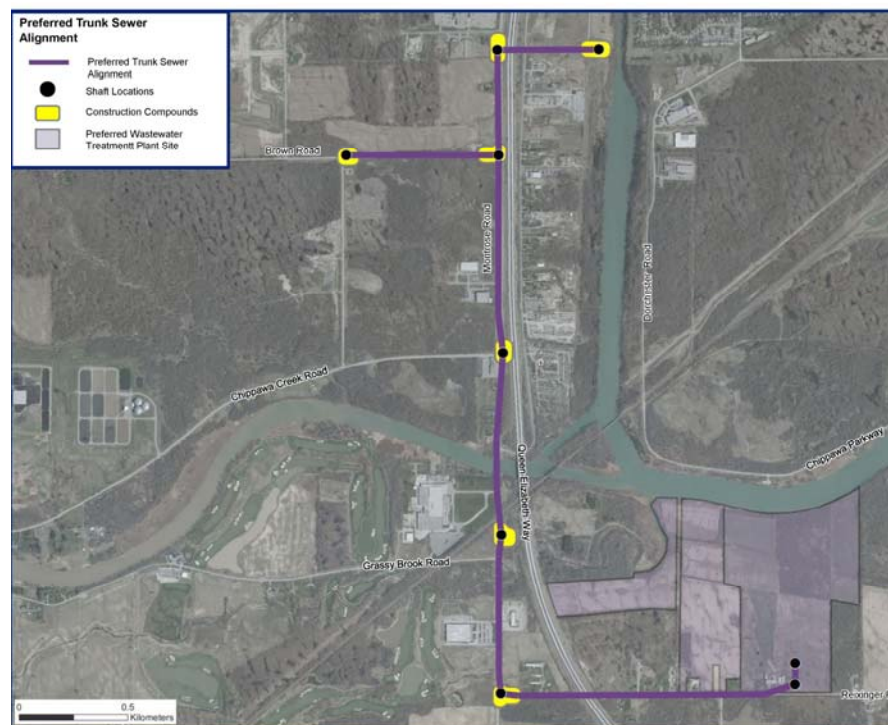 Preferred Trunk Sewer
Alignment
Preferred Trunk Sewer
Alignment
Shaft Locations
Construction Compounds
Preferred Wastewater
Treatmentt Plant Site
Brown Road
Montrose Road
Dorchester Road
Chippawa Creek Road
Queen Elizabeth Way
Chippawa Parkway
Grassy Brook Road
Reixinger
0 0.5
Kilometers